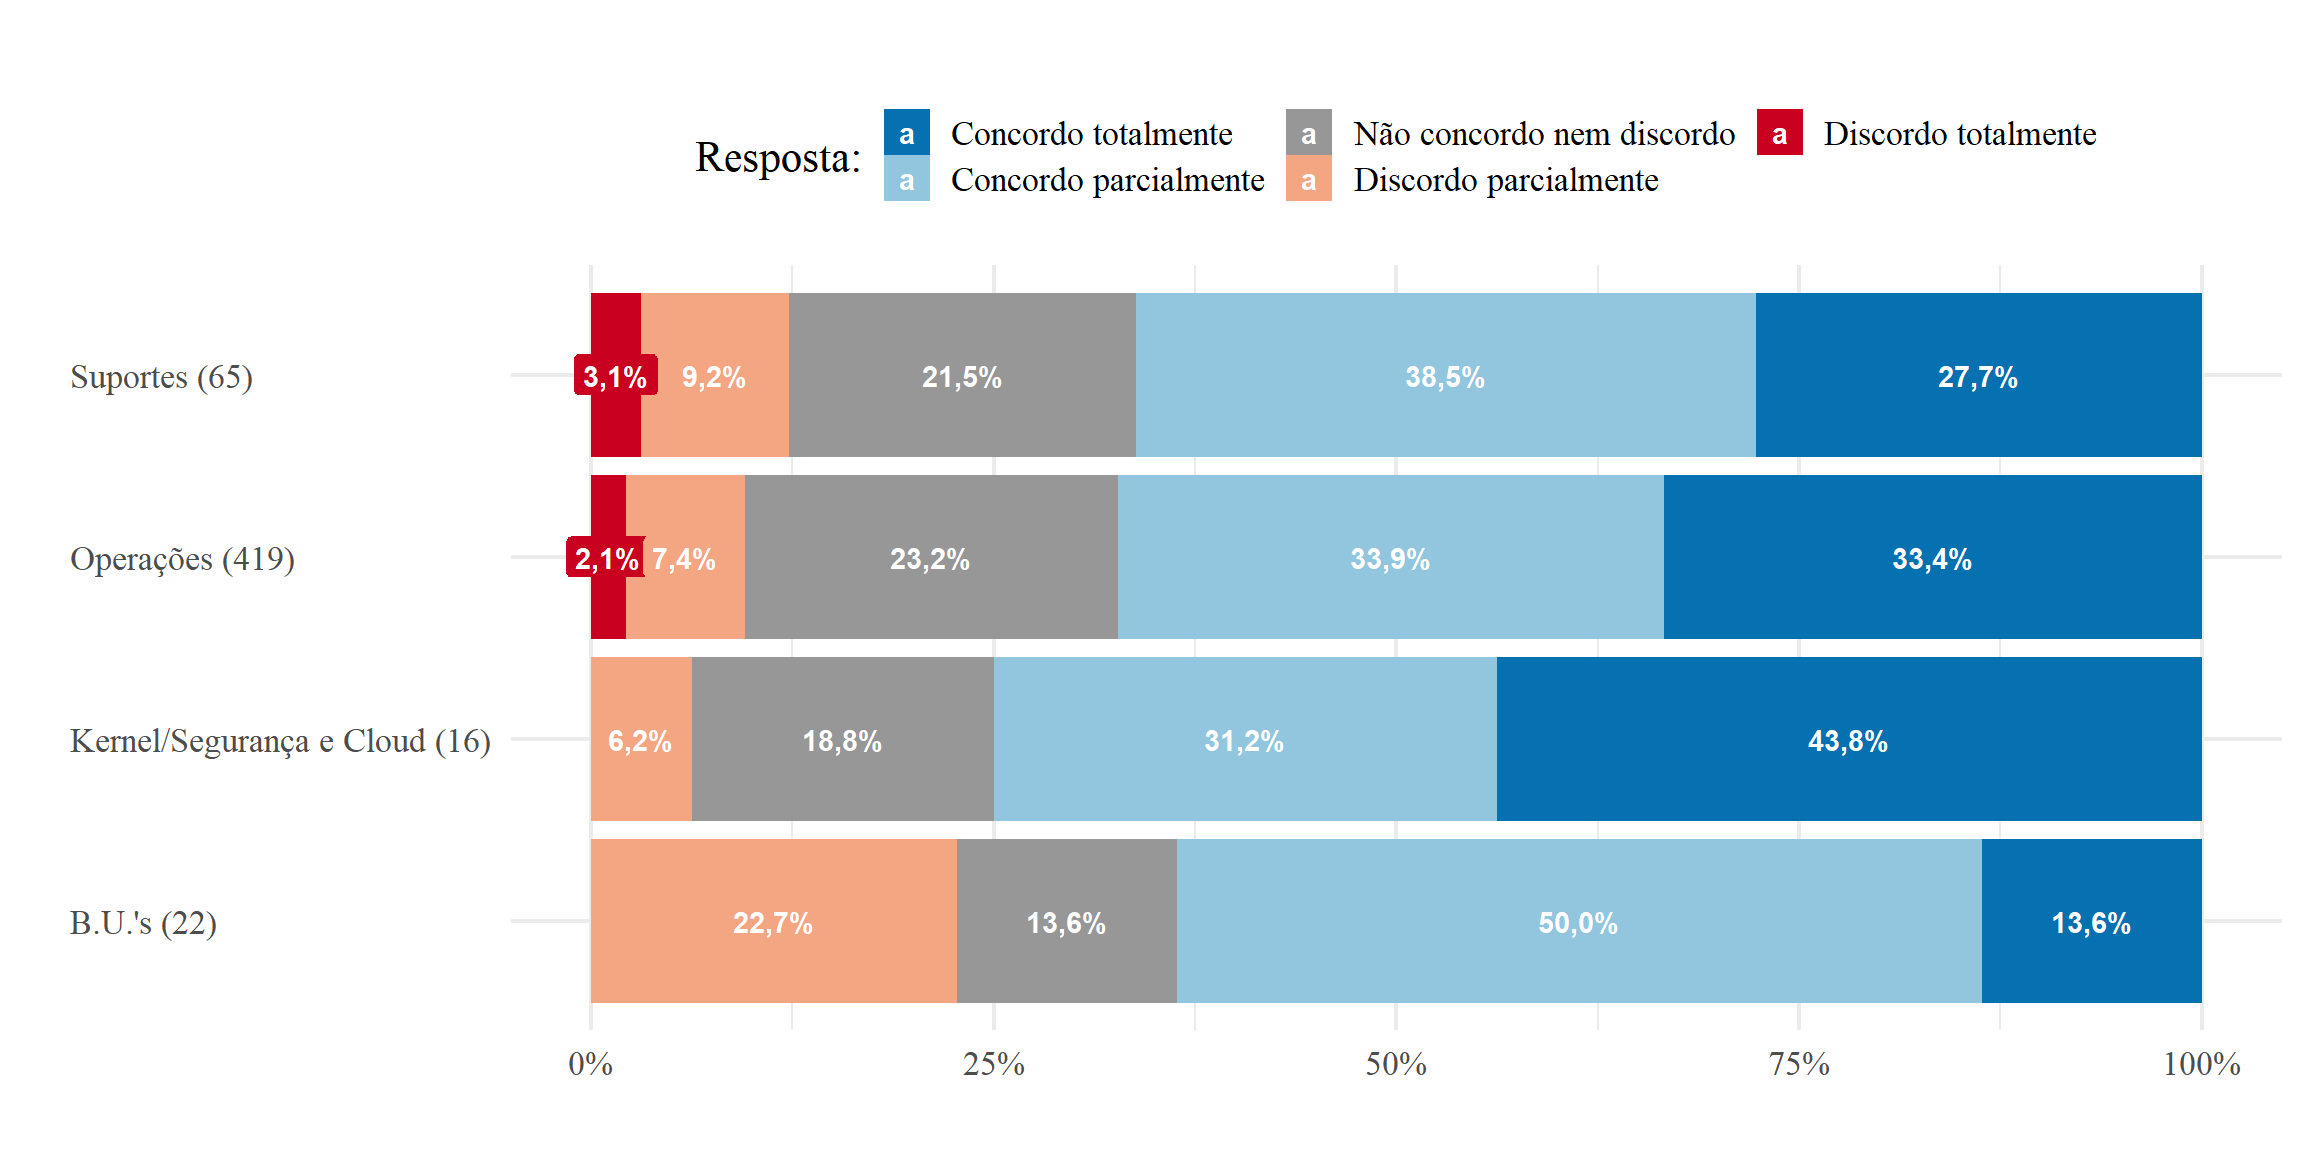 Resposta:
a Concordo totalmente
a Concordo parcialmente
a Não concordo nem discordo
a Discordo parcialmente
a Discordo totalmente
Suportes (65)
3,1% 9,2% 21,5% 38,5% 27,7%
Operações (419)
2,1% 7,4% 23,2% 33,9% 33,4%
Kernel/Segurança e Cloud (16)
6,2% 18,8% 31,2% 43,8%
B.U.'s (22)
22,7% 13,6% 50,0% 13,6%
0% 25% 50% 75% 100%